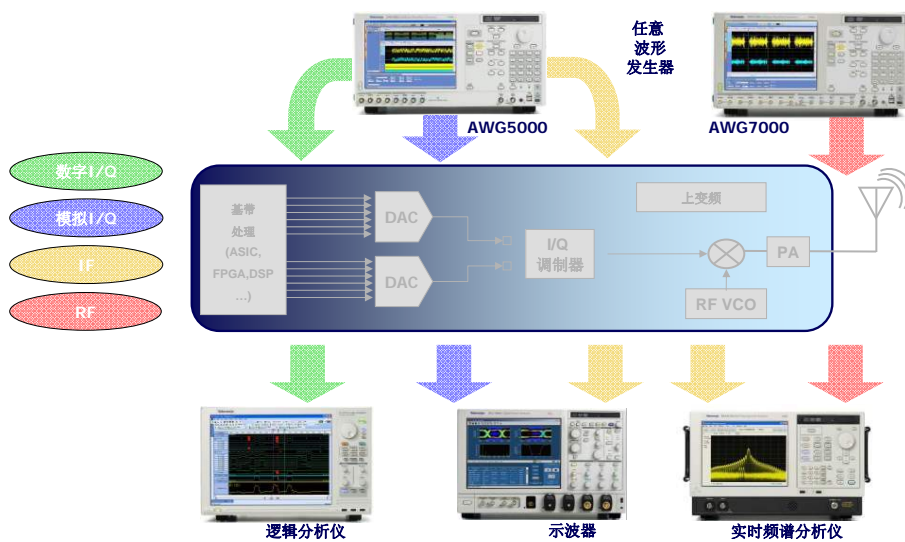 任意
波形
发生器
AWG5000
AWG7000
数字I/Q
模拟I/Q
IF
RF
基带
处理
(ASIC,
FPGA,DSP
...)
DAC
DAC
I/Q
调制器
上变频
PA
RF VCO
逻辑分析仪
示波器
实时频谱分析仪